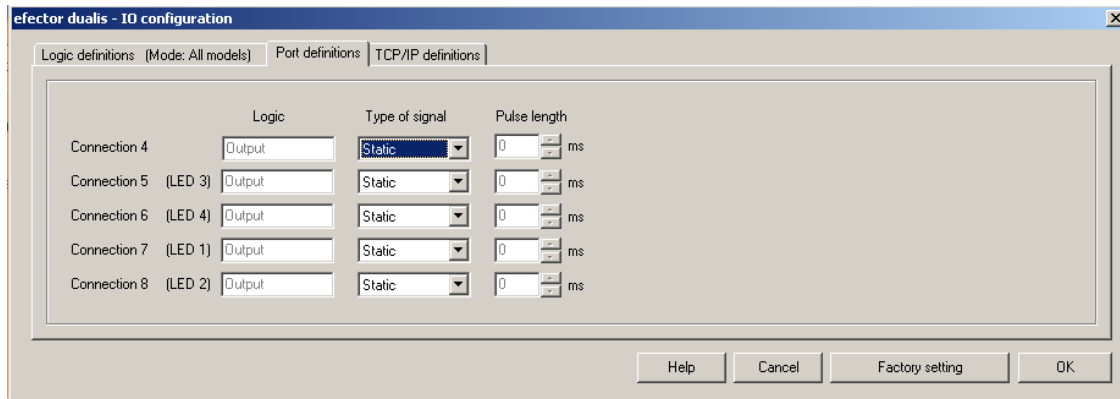 efector dualis - IO configuration
Logic definitions (Mode: All models) Port definitions TCP/IP definitions
Logic Type of signal Pulse length
Connection 4 Output Static 0 ms
Connection 5 (LED 3) Output Static 0 ms
Connection 6 (LED 4) Output Static 0 ms
Connection 7 (LED 1) Output Static 0 ms
Connection 8 (LED 2) Output Static 0 ms
Help Cancel Factory setting OK